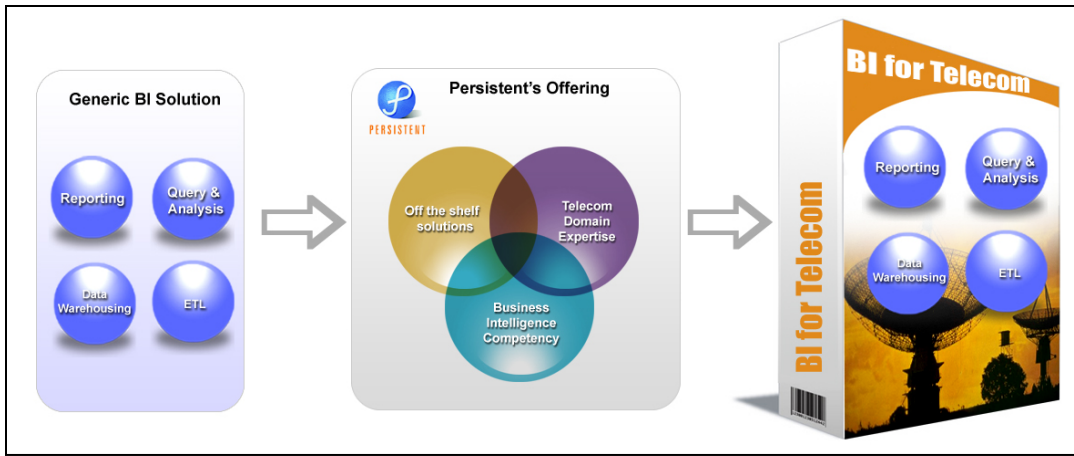 Generic BI Solution
Reporting
Query &
Analysis
Data
Warehousing
ETL
PERSISTENT
Persistent's Offering
Off the shelf
solutions
Telecom
Domain
Expertise
Business
Intelligence
Competency
BI for Telecom
BI for Telecom
Reporting
Query &
Analysis
Data
Warehousing
ETL